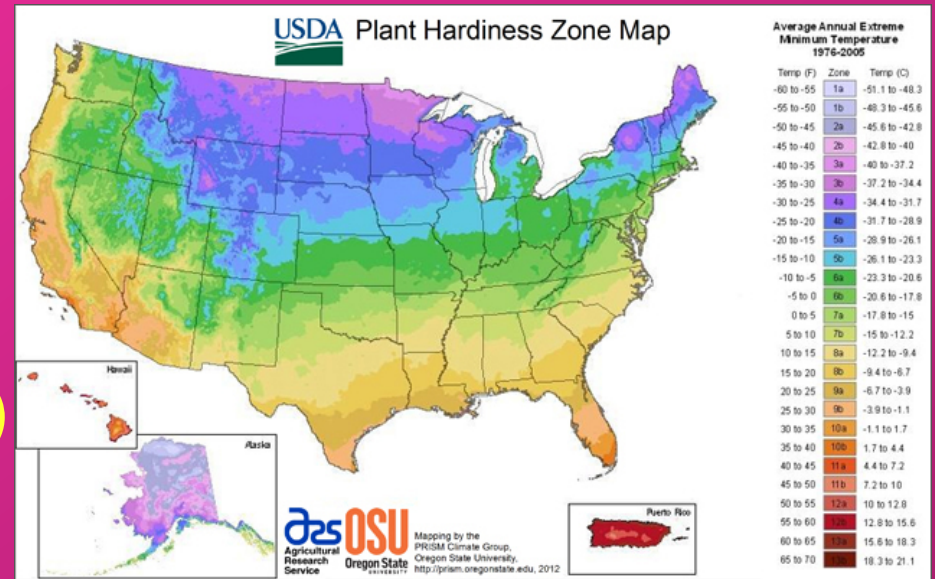 USDA Plant Hardiness Zone Map
Average Annual Extreme
Minimum Temperature
1976-2005
Temp (F) Zone Temp (C)
-60 to -55 1a -51.1 to -48.3
-55 to -50 1b -48.3 to -45.6
-50 to -45 2a -45.6 to -42.8
-45 to -40 2b -42.8 to -40
-40 to -35 3a -40 to -37.2
-35 to -30 3b -37.2 to -34.4
-30 to -25 4a -34.4 to -31.7
-25 to -20 4b -31.7 to -28.9
-20 to -15 5a -28.9 to -26.1
-15 to -10 5b -26.1 to -23.3
-10 to -5 6a -23.3 to -20.6
-5 to 0 6b -20.6 to -17.8
0 to 5 7a -17.8 to -15
5 to 10 7b -15 to -12.2
10 to 15 8a -12.2 to -9.4
15 to 20 8b -9.4 to -6.7
20 to 25 9a -6.7 to -3.9
25 to 30 9b -3.9 to -1.1
30 to 35 10a -1.1 to 1.7
35 to 40 10b 1.7 to 4.4
40 to 45 11a 4.4 to 7.2
45 to 50 11b 7.2 to 10
50 to 55 12a 10 to 12.8
55 to 60 12b 12.8 to 15.6
60 to 65 13a 15.6 to 18.3
65 to 70 13b 18.3 to 21.1
Hawaii
Alaska
Puerto Rico
ars
Agricultural
Research
Service
OSU
Oregon State
UNIVERSITY
Mapping by the
PRISM Climate Group,
Oregon State University,
http://prism.oregonstate.edu, 2012